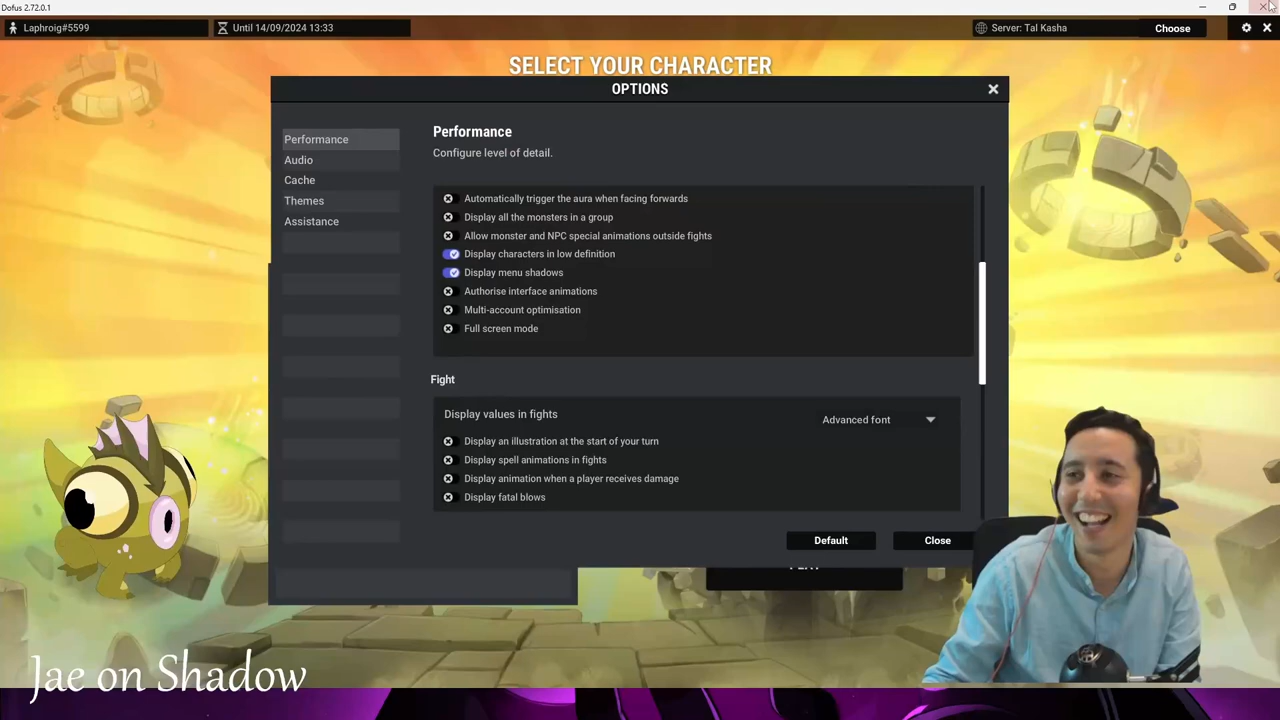 Dofus 2.72.0.1
Laphroig#5599
Until 14/09/2024 13:33
Server: Tal Kasha
Choose
SELECT YOUR CHARACTER
OPTIONS
Performance
Audio
Cache
Themes
Assistance
Performance
Configure level of detail.
Automatically trigger the aura when facing forwards
Display all the monsters in a group
Allow monster and NPC special animations outside fights
Display characters in low definition
Display menu shadows
Authorise interface animations
Multi-account optimisation
Full screen mode
Fight
Display values in fights
Advanced font
Display an illustration at the start of your turn
Display spell animations in fights
Display animation when a player receives damage
Display fatal blows
Default
Close
Jae on Shadow